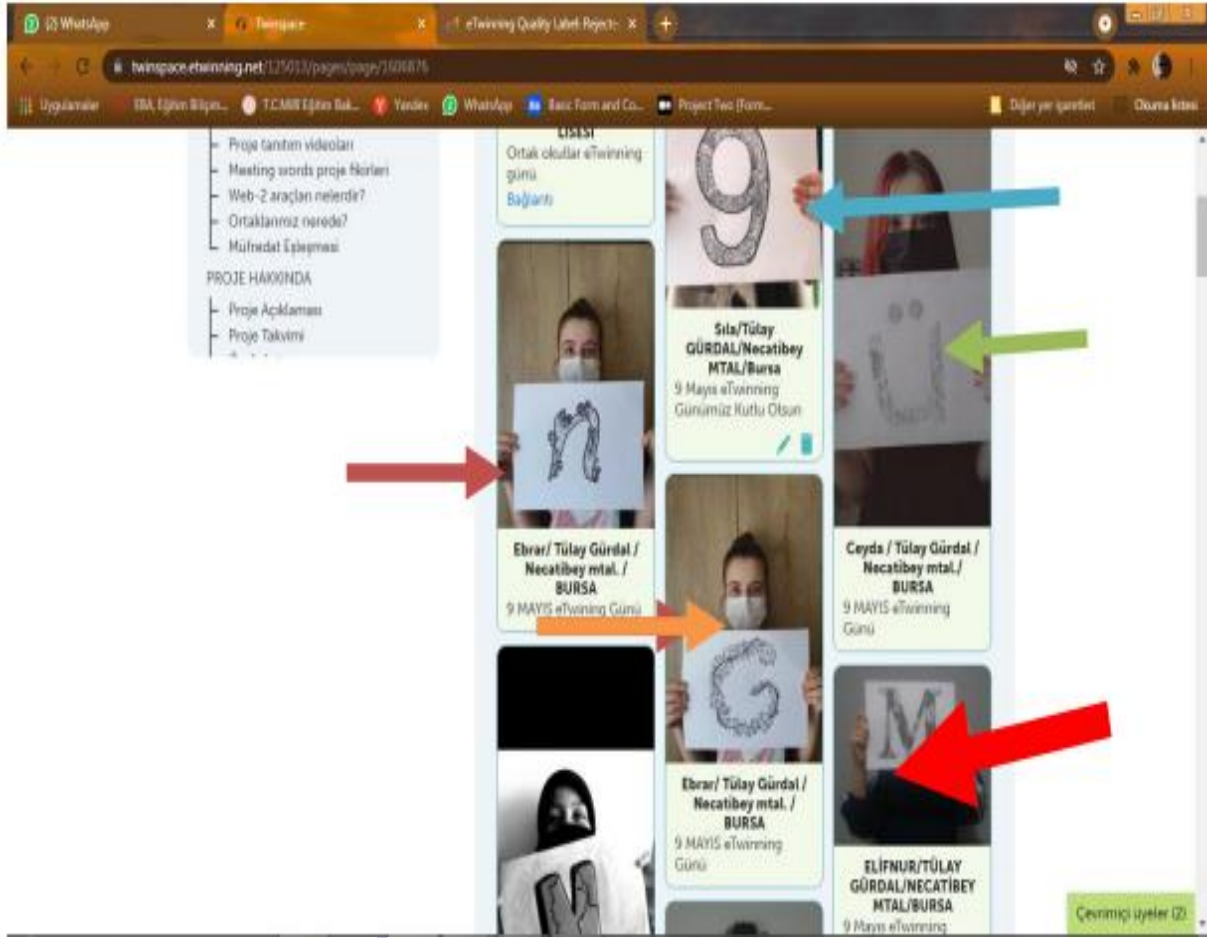 (2) WhatsApp
Twinspace
eTwinning Quality Label: Reject
twinspace.etwinning.net/125013/pages/page/1606876
Uygulamalar
EBA, Eğitim Bilişim...
T.C.Millî Eğitim Bak...
Yandex
WhatsApp
Basic Form and Co...
Project Two (Form...
Diğer yer işaretleri
Okuma listesi
Proje tanıtım videoları
Meeting words proje fikirleri
Web-2 araçları nelerdir?
Ortaklarımız nerede?
Müfredat Eşleşmesi
PROJE HAKKINDA
Proje Açıklaması
Proje Takvimi
LİSESİ
Ortak okullar eTwinning
günü
Bağlantı
n
Ebrar/ Tülay Gürdal /
Necatibey mtal. /
BURSA
9 MAYIS eTwining Günü
9
Sıla/Tülay
GÜRDAL/Necatibey
MTAL/Bursa
9 Mayıs eTwinning
Günümüz Kutlu Olsun
G
Ebrar/ Tülay Gürdal /
Necatibey mtal. /
BURSA
9 MAYIS eTwinning
Günü
Ü
Ceyda / Tülay Gürdal /
Necatibey mtal./
BURSA
9 MAYIS eTwinning
Günü
M
ELİFNUR/TÜLAY
GÜRDAL/NECATİBEY
MTAL/BURSA
9 Mayıs eTwinning
Çevrimiçi üyeler (2)